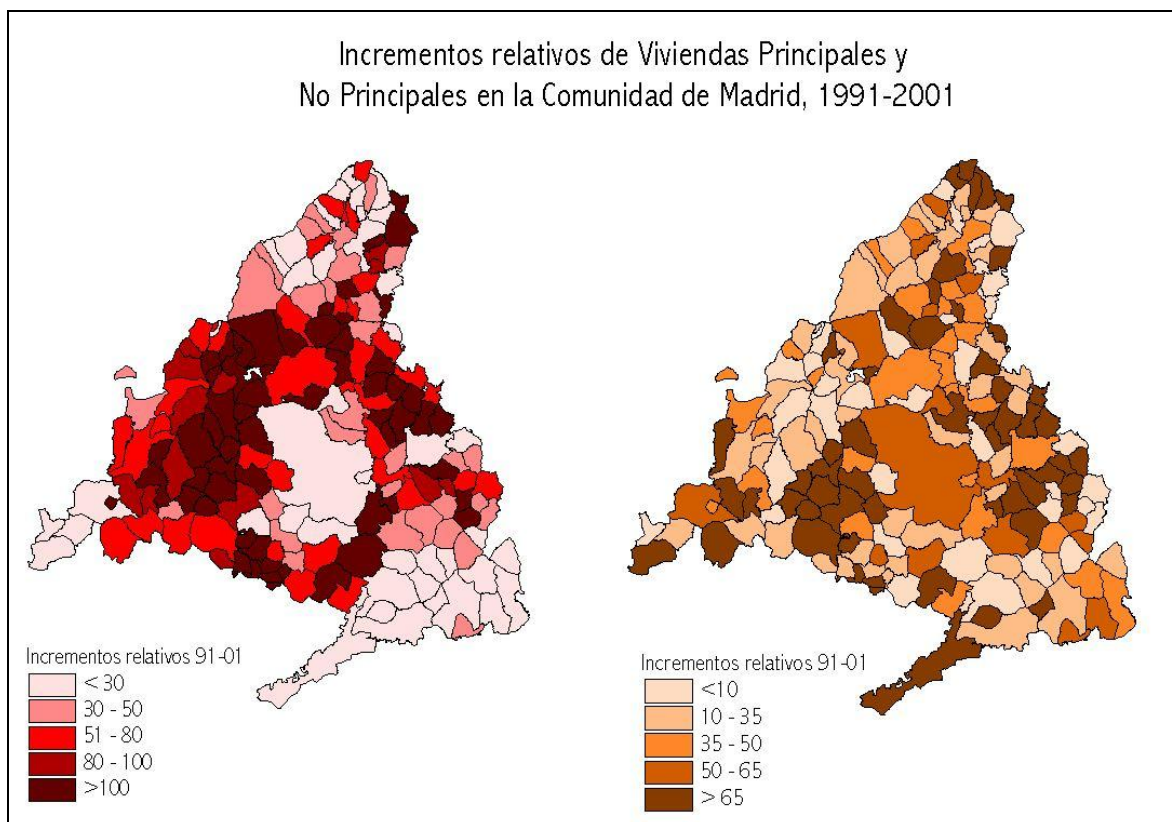 Incrementos relativos de Viviendas Principales y
No Principales en la Comunidad de Madrid, 1991-2001
Incrementos relativos 91-01
< 30
30 - 50
51 - 80
80 - 100
>100
Incrementos relativos 91-01
<10
10 - 35
35 - 50
50 - 65
> 65